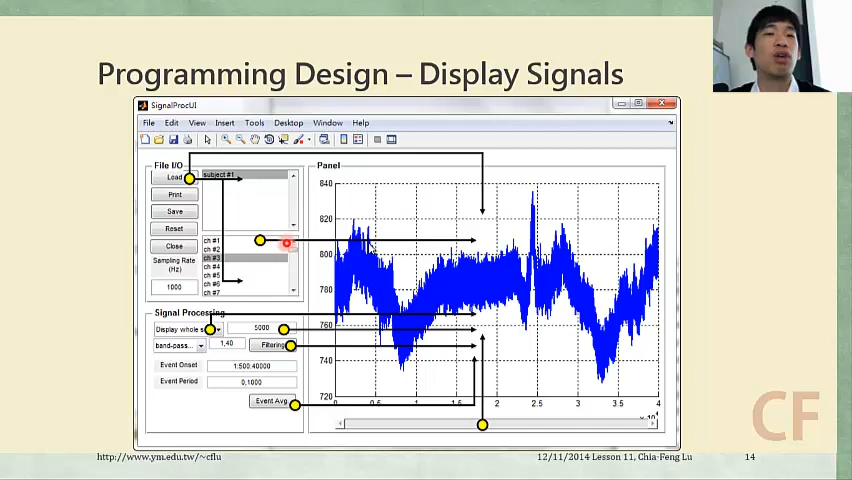 Programming Design – Display Signals
SignalProcUI
File Edit View Insert Tools Desktop Window Help
File I/O
Load
Print
Save
Reset
Close
Sampling Rate
(Hz)
1000
subject #1
ch #1
ch #2
ch #3
ch #4
ch #5
ch #6
ch #7
Signal Processing
Display whole s
5000
band-pass...
1,40
Filtering
Event Onset
1:500:40000
Event Period
0,1000
Event Avg
Panel
840
820
800
780
760
740
720
0 0.5 1 1.5 2 2.5 3 3.5 4
x 10⁴
CF
http://www.ym.edu.tw/~cflu
12/11/2014 Lesson 11, Chia-Feng Lu
14